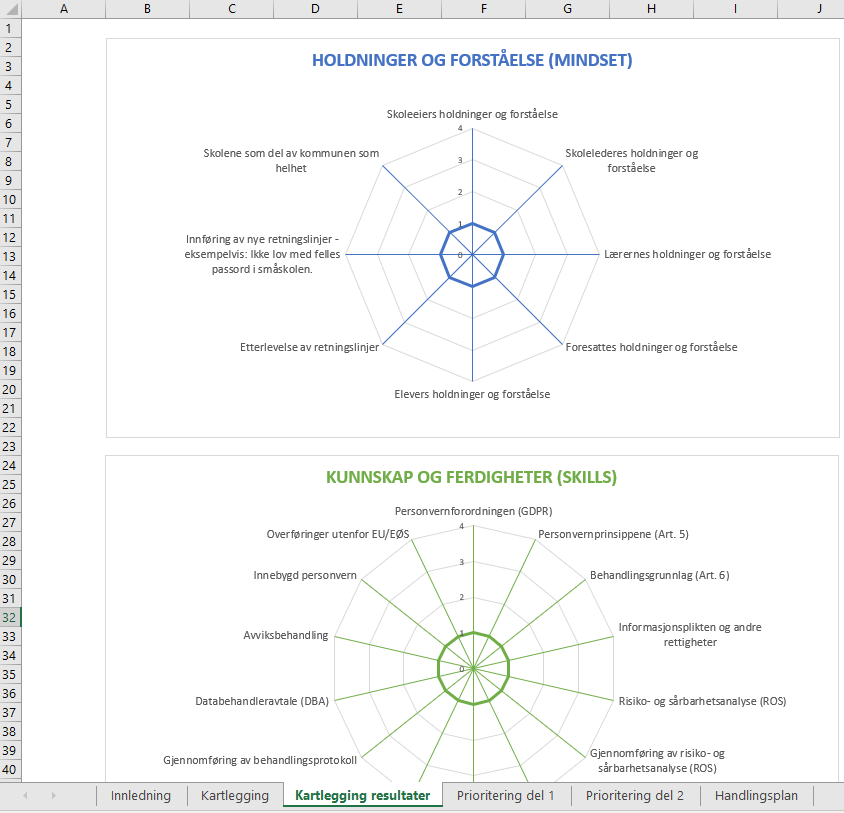 A B C D E F G H I J
1
2
3
4
5
6
7
8
9
10
11
12
13
14
15
16
17
18
19
20
21
22
23
24
25
26
27
28
29
30
31
32
33
34
35
36
37
38
39
40
HOLDNINGER OG FORSTÅELSE (MINDSET)
Skoleeiers holdninger og forståelse
Skolelederes holdninger og
forståelse
Lærernes holdninger og forståelse
Foresattes holdninger og forståelse
Elevers holdninger og forståelse
Etterlevelse av retningslinjer
Innføring av nye retningslinjer -
eksempelvis: Ikke lov med felles
passord i småskolen.
Skolene som del av kommunen som
helhet
4
3
2
1
0
KUNNSKAP OG FERDIGHETER (SKILLS)
Personvernforordningen (GDPR)
Personvernprinsippene (Art. 5)
Behandlingsgrunnlag (Art. 6)
Informasjonsplikten og andre
rettigheter
Risiko- og sårbarhetsanalyse (ROS)
Gjennomføring av risiko- og
sårbarhetsanalyse (ROS)
Gjennomføring av behandlingsprotokoll
Databehandleravtale (DBA)
Avviksbehandling
Innebygd personvern
Overføringer utenfor EU/EØS
4
3
2
1
0
Innledning Kartlegging Kartlegging resultater Prioritering del 1 Prioritering del 2 Handlingsplan